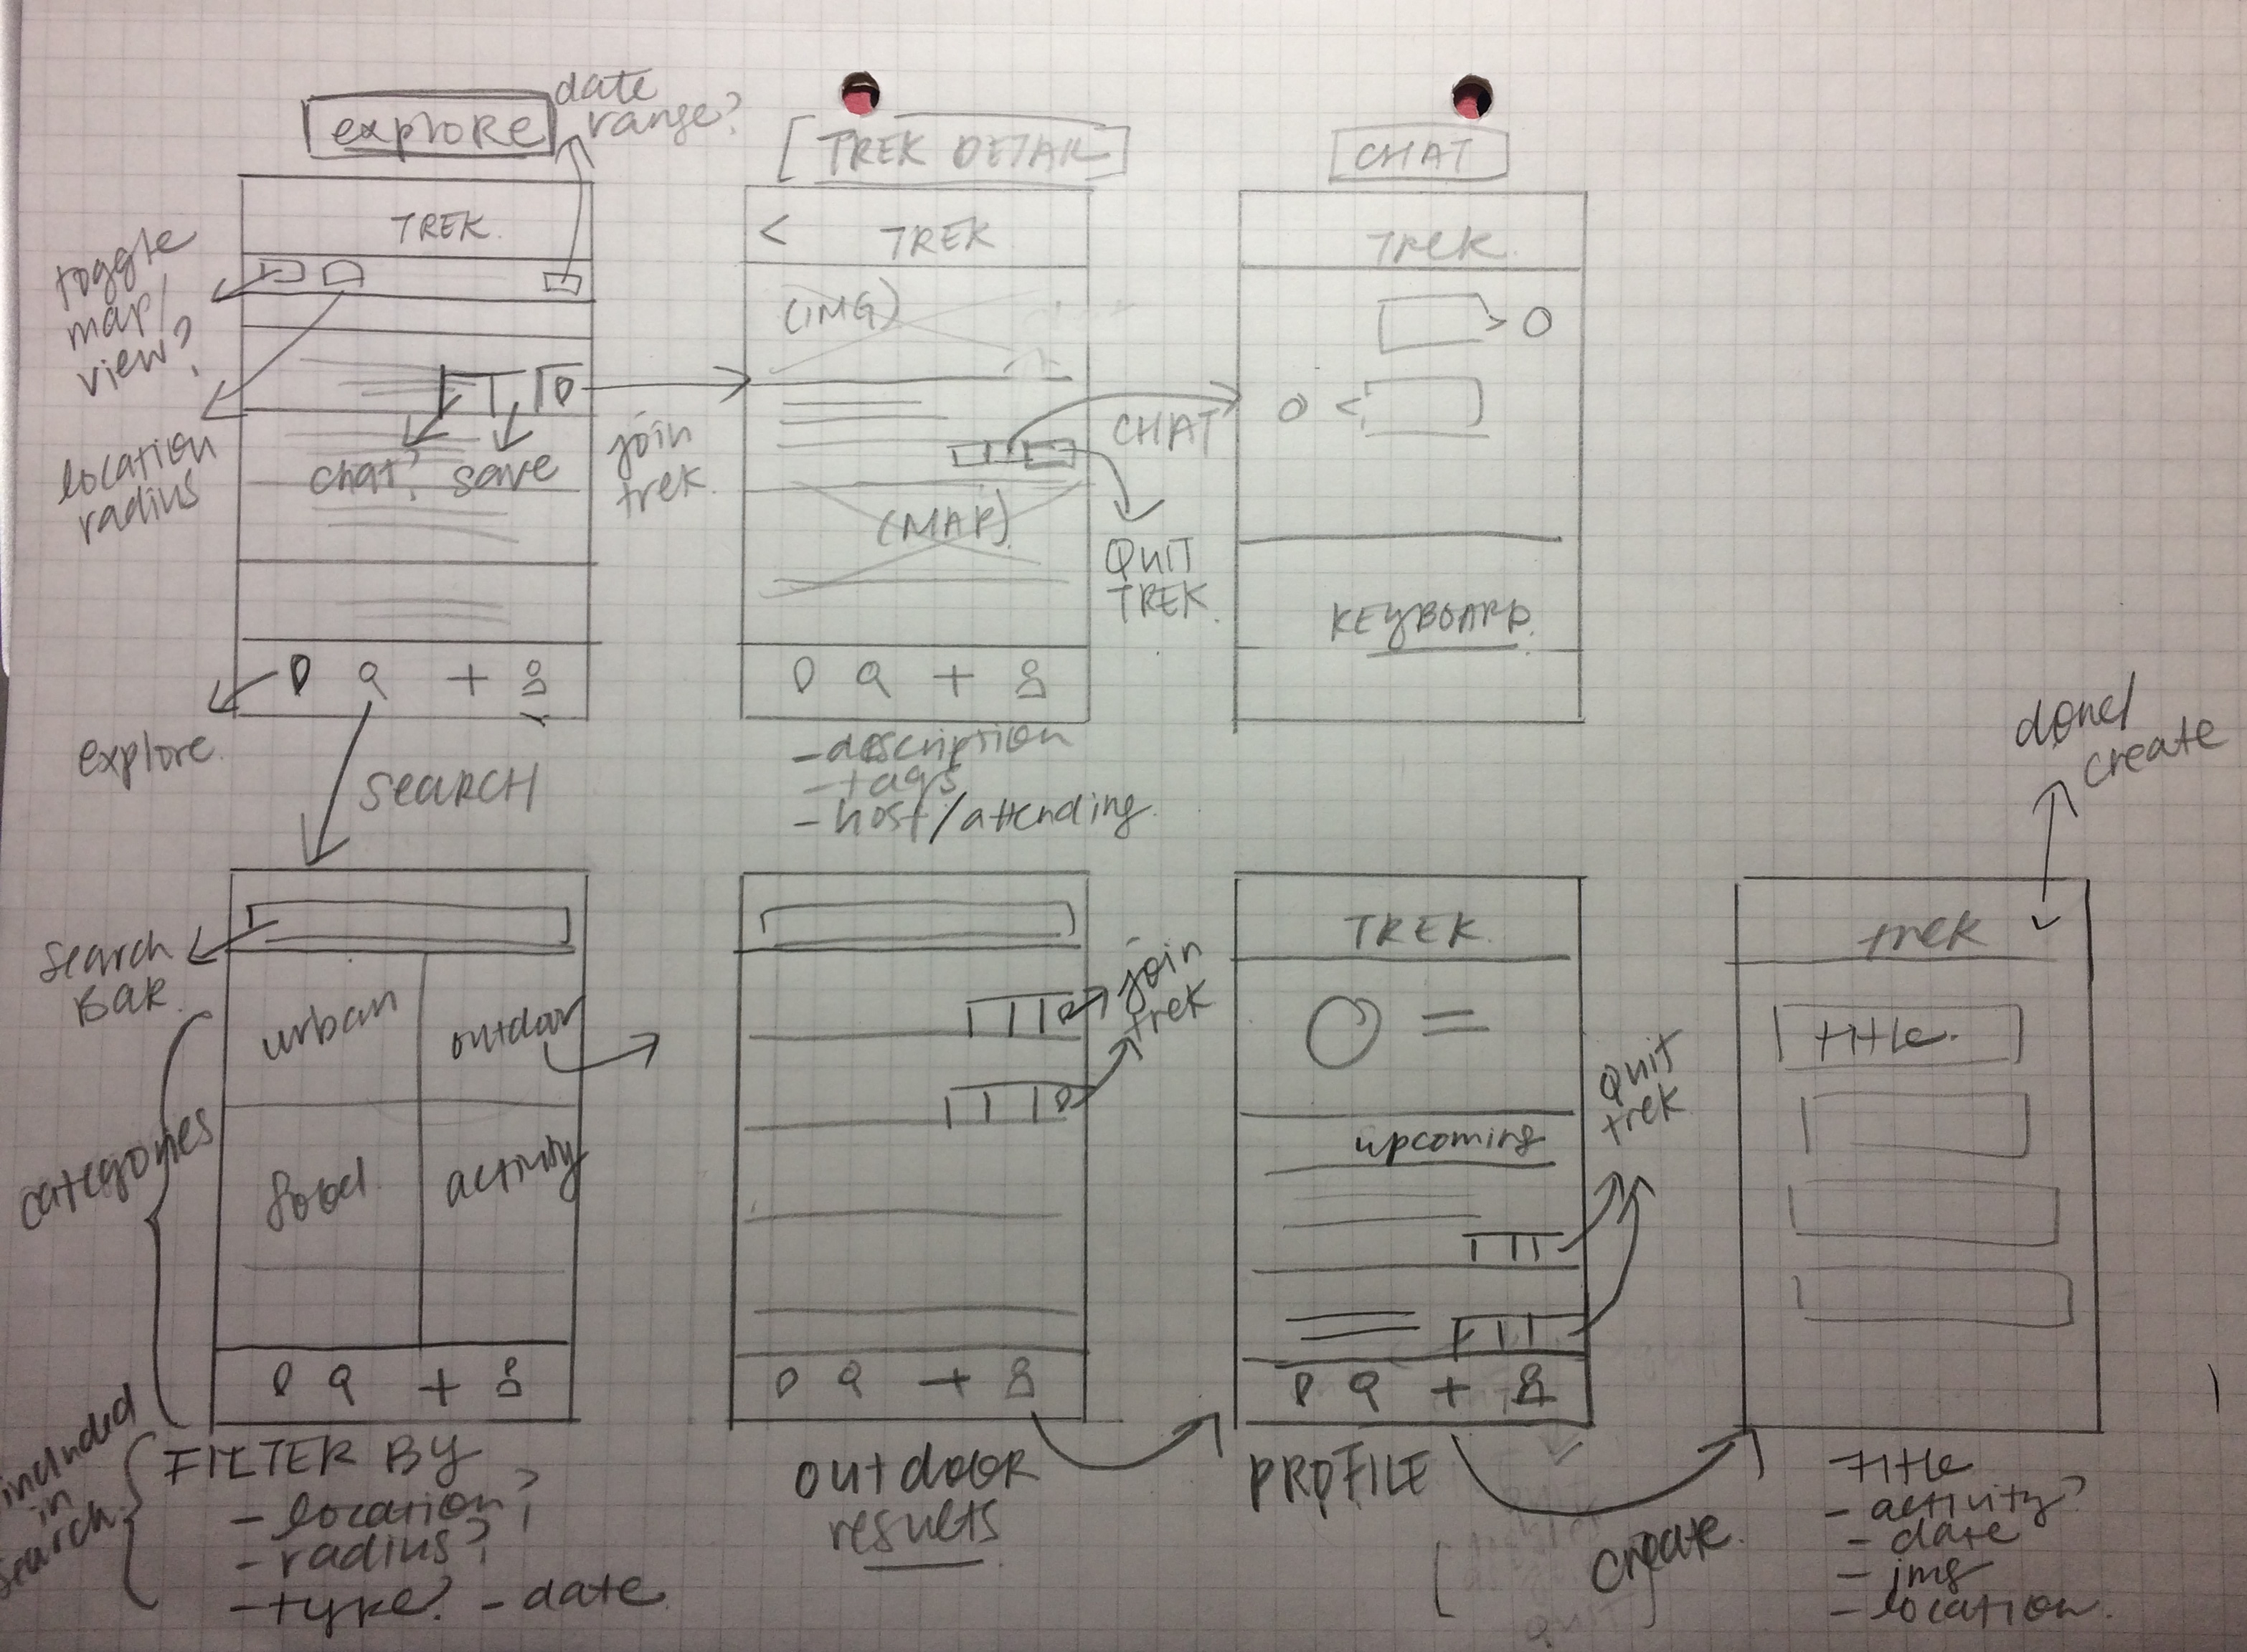 explore
date
range?
TREK.
toggle
map/
view?
location
radius
chat? save
join
trek.
explore.
SEARCH
TREK DETAIL
< TREK
(IMG)
(MAP)
CHAT
QUIT
TREK.
- description
- tags
- host/attending.
CHAT
Trek.
KEYBOARD.
search
BAR.
categories
urban
outdoor
food
activity
included
in
search
FILTER BY
- location?
- radius?
- type? - date
join
trek
outdoor
results
TREK.
upcoming
Quit
trek
PROFILE
create.
done/
create
trek
title.
Title
- activity?
- date
- img
- location.